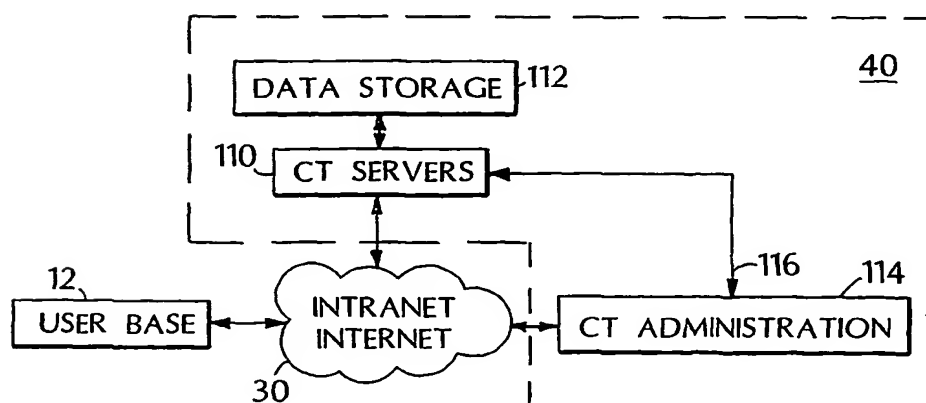 40
DATA STORAGE
112
110
CT SERVERS
116
114
12
USER BASE
INTRANET
INTERNET
CT ADMINISTRATION
30